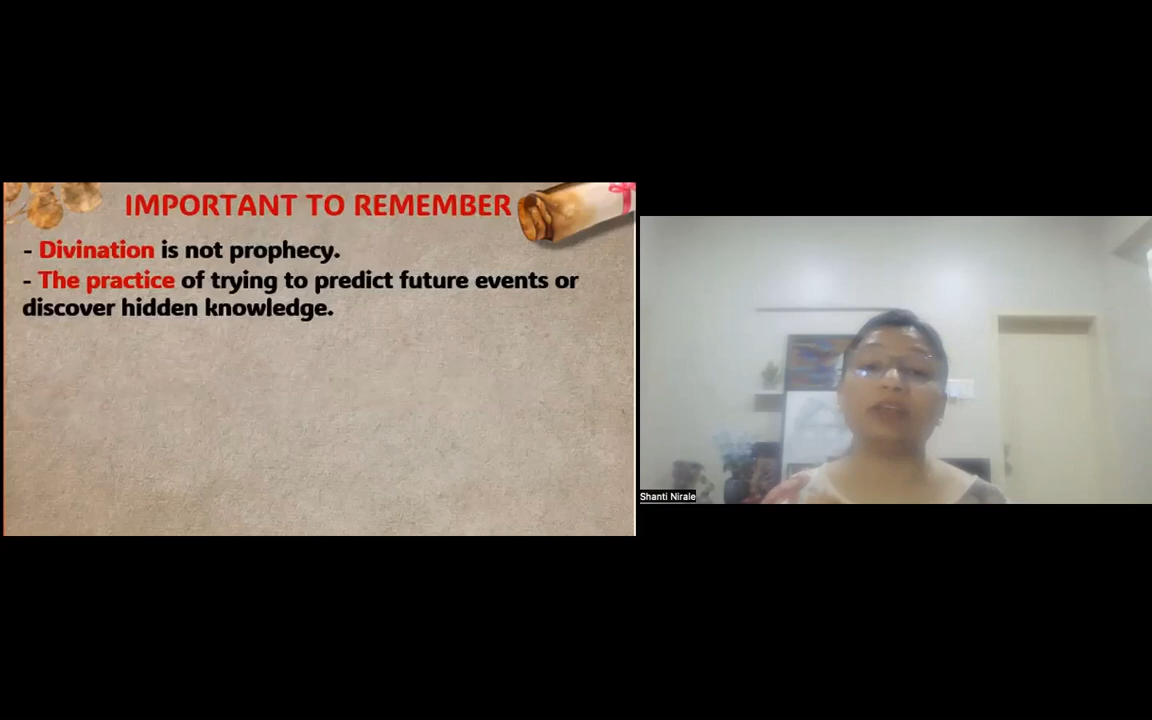 IMPORTANT TO REMEMBER
- Divination is not prophecy.
- The practice of trying to predict future events or
discover hidden knowledge.
Shanti Nirale